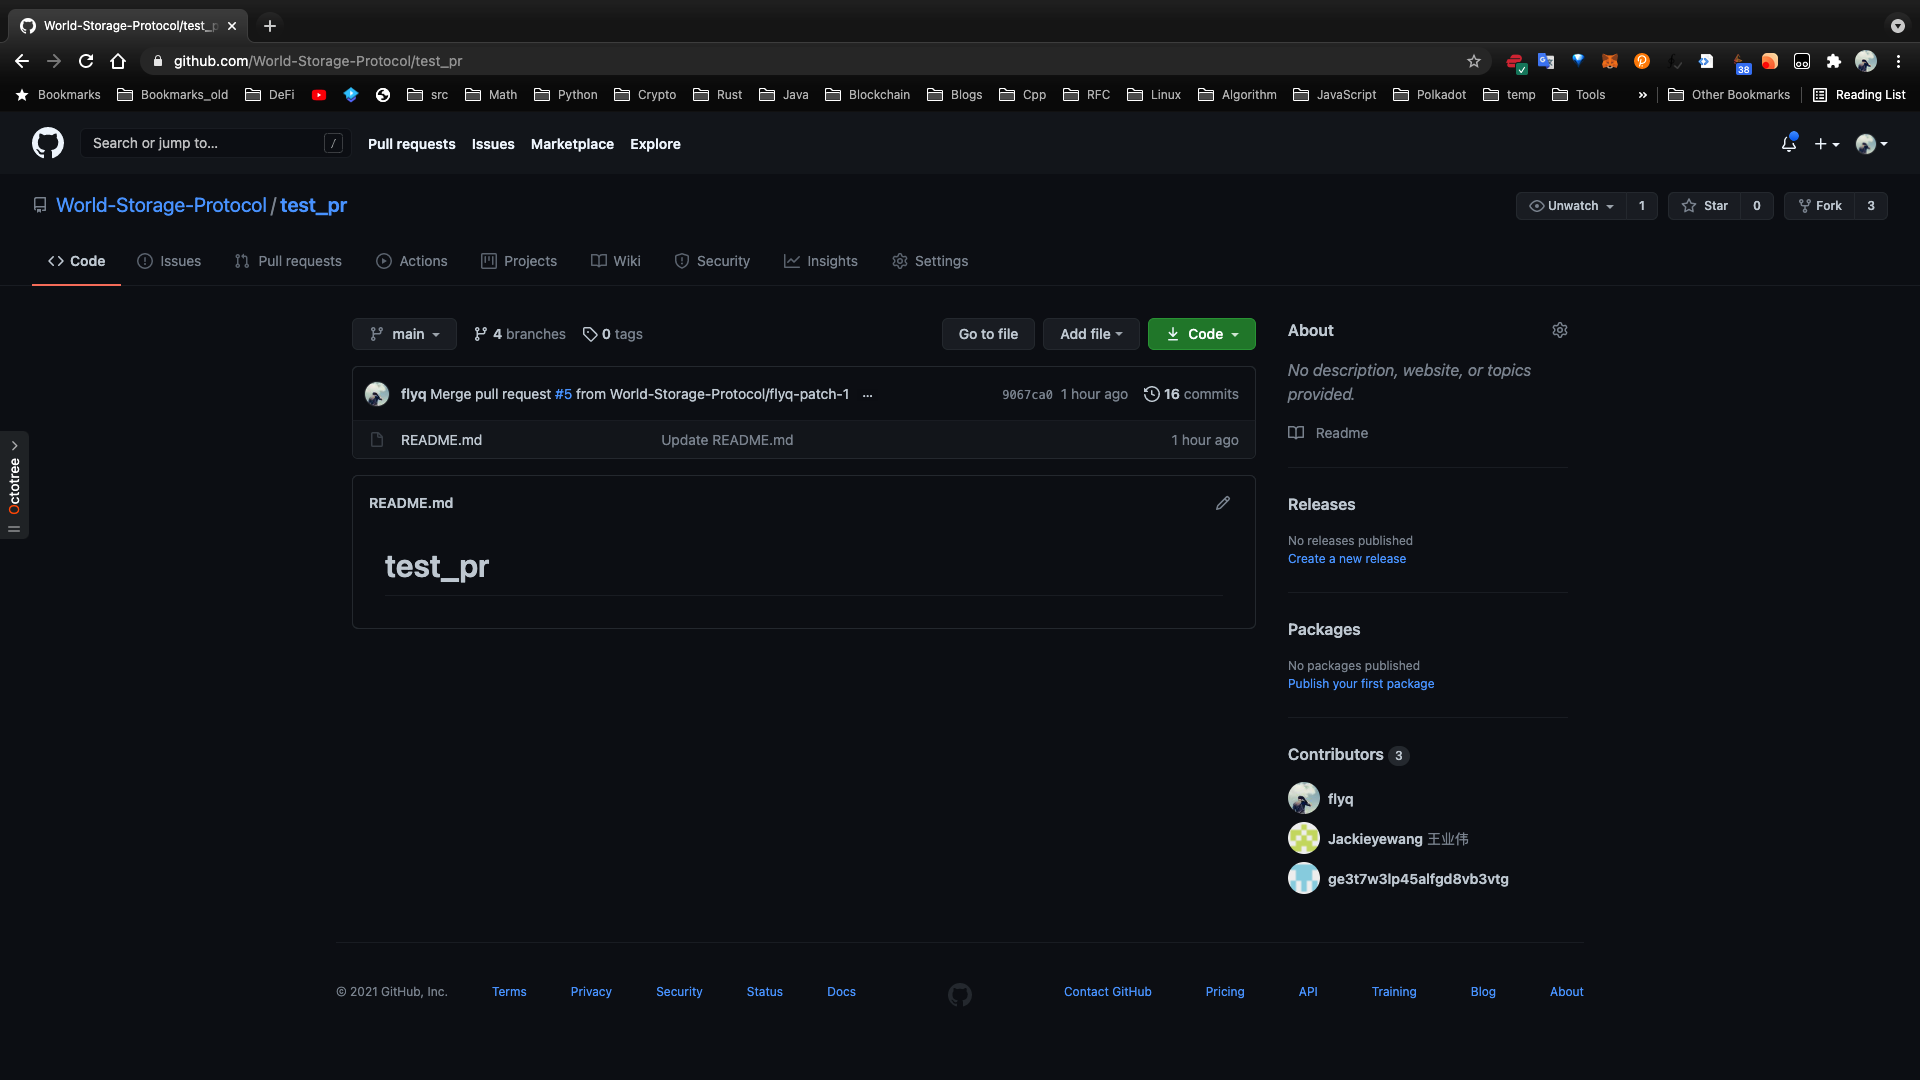 World-Storage-Protocol/test_p
github.com/World-Storage-Protocol/test_pr
38
Bookmarks Bookmarks_old DeFi src Math Python Crypto Rust Java Blockchain Blogs Cpp RFC Linux Algorithm JavaScript Polkadot temp Tools » Other Bookmarks Reading List
Search or jump to... / Pull requests Issues Marketplace Explore
World-Storage-Protocol / test_pr
Unwatch 1 Star 0 Fork 3
Code Issues Pull requests Actions Projects Wiki Security Insights Settings
main 4 branches 0 tags Go to file Add file Code
flyq Merge pull request #5 from World-Storage-Protocol/flyq-patch-1 ... 9067ca0 1 hour ago 16 commits
README.md Update README.md 1 hour ago
Octotree
README.md
test_pr
About
No description, website, or topics
provided.
Readme
Releases
No releases published
Create a new release
Packages
No packages published
Publish your first package
Contributors 3
flyq
Jackieyewang 王业伟
ge3t7w3lp45alfgd8vb3vtg
© 2021 GitHub, Inc. Terms Privacy Security Status Docs Contact GitHub Pricing API Training Blog About